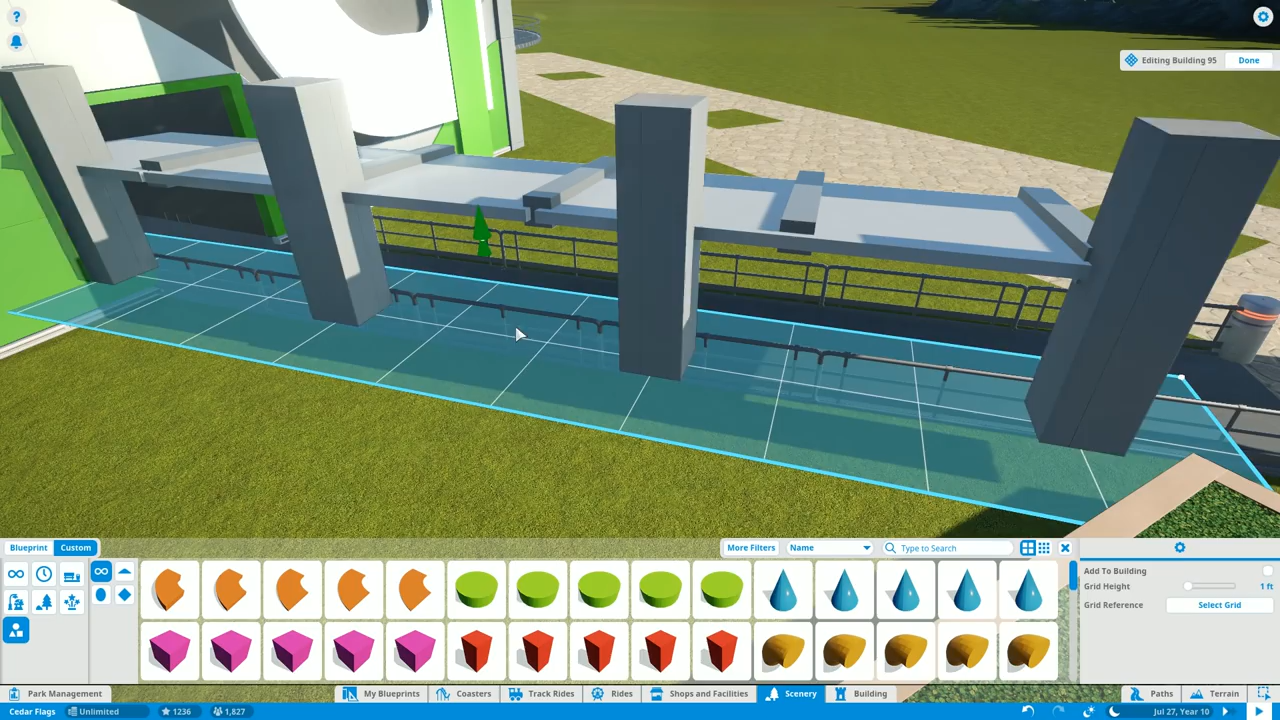 ?
Editing Building 95
Done
Blueprint
Custom
More Filters
Name
Type to Search
Add To Building
Grid Height
1 ft
Grid Reference
Select Grid
Park Management
My Blueprints
Coasters
Track Rides
Rides
Shops and Facilities
Scenery
Building
Paths
Terrain
Cedar Flags
Unlimited
1236
1,827
Jul 27, Year 10